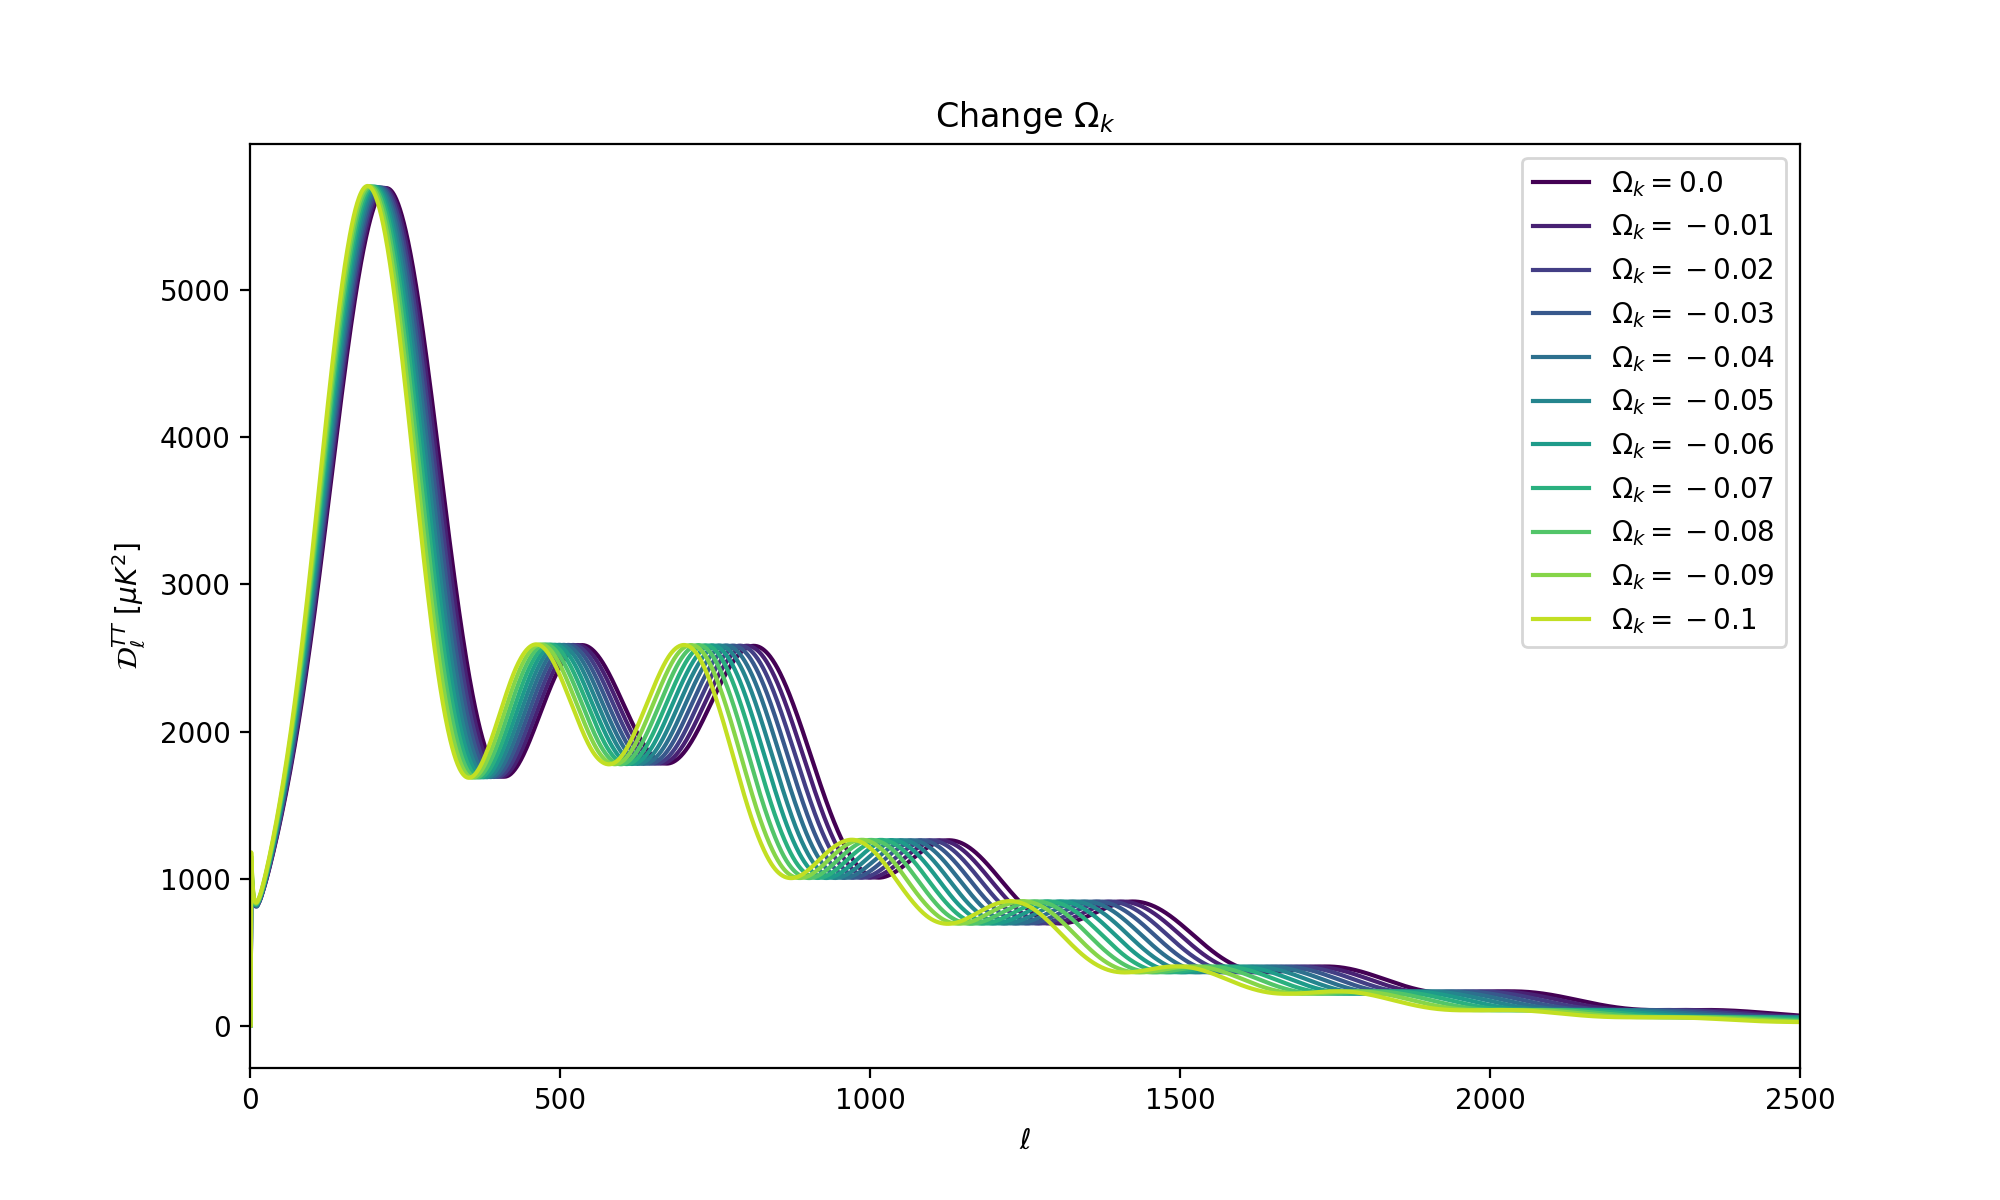 Change Ωₖ
Ωₖ = 0.0
Ωₖ = −0.01
Ωₖ = −0.02
Ωₖ = −0.03
Ωₖ = −0.04
Ωₖ = −0.05
Ωₖ = −0.06
Ωₖ = −0.07
Ωₖ = −0.08
Ωₖ = −0.09
Ωₖ = −0.1
5000
4000
3000
2000
1000
0
𝒟_ℓ^TT [μK²]
0 500 1000 1500 2000 2500
ℓ